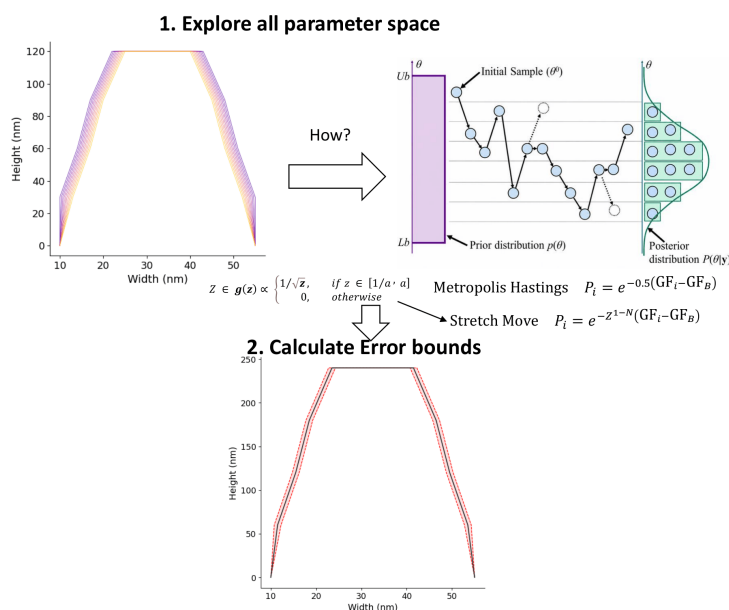 1. Explore all parameter space
120
100
80
60
40
20
0
Height (nm)
10 20 30 40 50
Width (nm)
How?
θ
Ub
Lb
Initial Sample (θ⁰)
Prior distribution p(θ)
θ
Posterior
distribution P(θ|y)
Z ∈ g(z) ∝ { 1/√z, if z ∈ [1/a, a]
0, otherwise
Metropolis Hastings P_i = e^{-0.5(GF_i−GF_B)}
Stretch Move P_i = e^{−Z^{1−N}(GF_i−GF_B)}
2. Calculate Error bounds
250
200
150
100
50
0
Height (nm)
10 20 30 40 50
Width (nm)